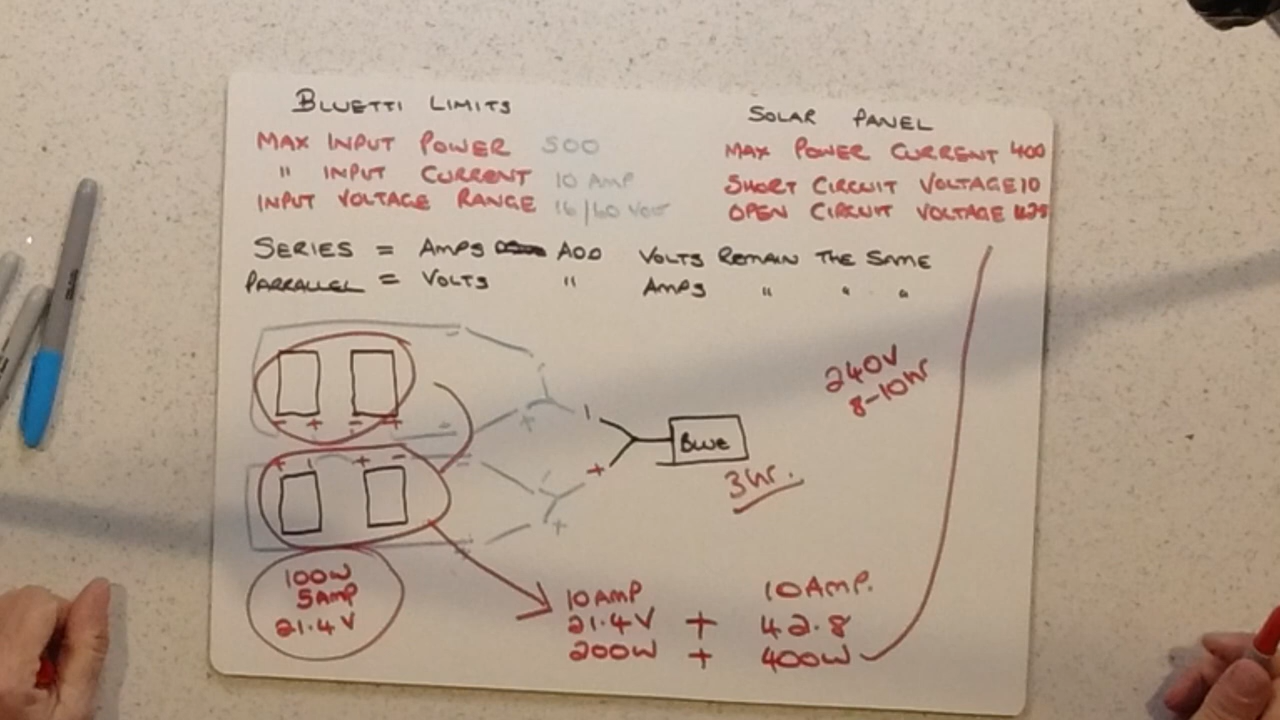 BLUETTI LIMITS
MAX INPUT POWER 500
" INPUT CURRENT 10 AMP
INPUT VOLTAGE RANGE 16/60 VOLT
SOLAR PANEL
MAX POWER CURRENT 400
SHORT CIRCUIT VOLTAGE 10
OPEN CIRCUIT VOLTAGE
SERIES = AMPS ADD VOLTS REMAIN THE SAME
PARRALLEL = VOLTS " AMPS " " "
240V
8-10hr
- + - +
+ - + -
- +
- +
- +
BLUE
3hr.
100W
5AMP
21.4V
10AMP 10AMP.
21.4V + 42.8
200W + 400W